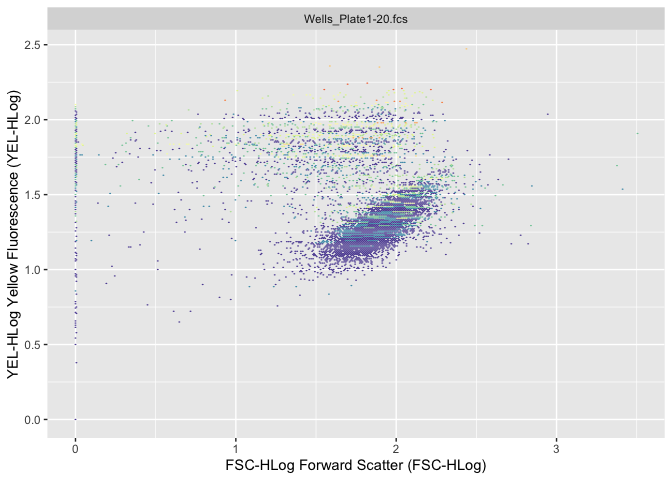 Wells_Plate1-20.fcs
2.5
2.0
1.5
1.0
0.5
0.0
YEL-HLog Yellow Fluorescence (YEL-HLog)
0 1 2 3
FSC-HLog Forward Scatter (FSC-HLog)